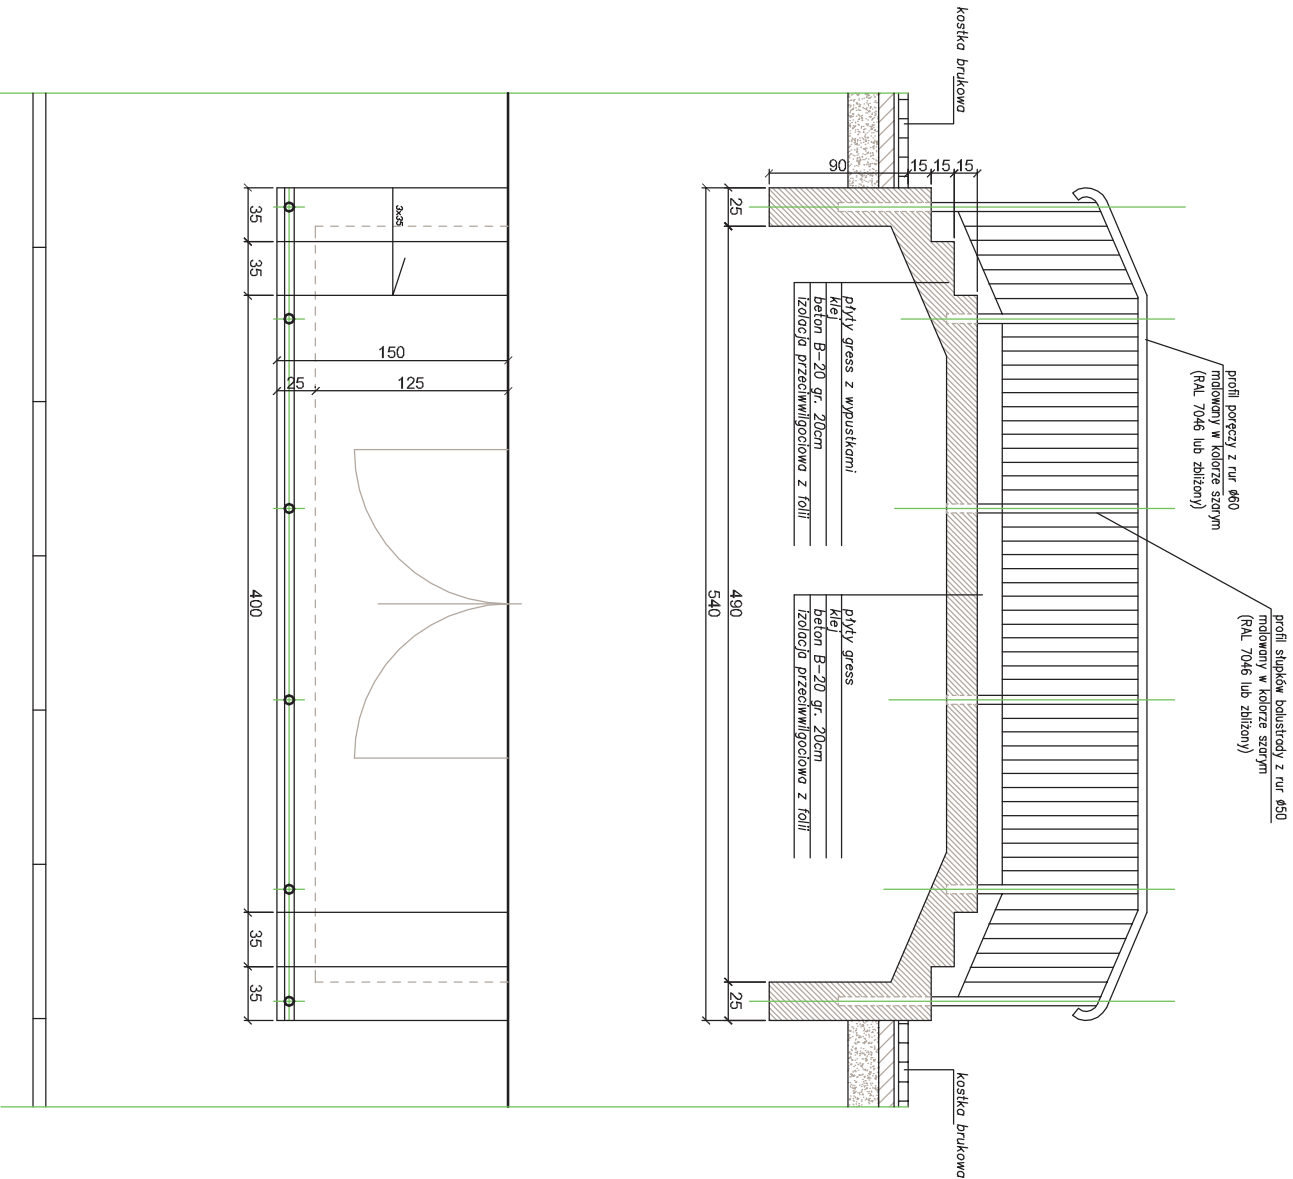 kostka brukowa
profil poręczy z rur ø60
malowany w kolorze szarym
(RAL 7046 lub zbliżony)
profil słupków balustrady z rur ø50
malowany w kolorze szarym
(RAL 7046 lub zbliżony)
90
15
15
15
25
płyty gress z wypustkami
klej
beton B-20 gr. 20cm
izolacja przeciwwilgociowa z folii
płyty gress
klej
beton B-20 gr. 20cm
izolacja przeciwwilgociowa z folii
490
540
25
kostka brukowa
35
35
3x35
150
25
125
400
35
35